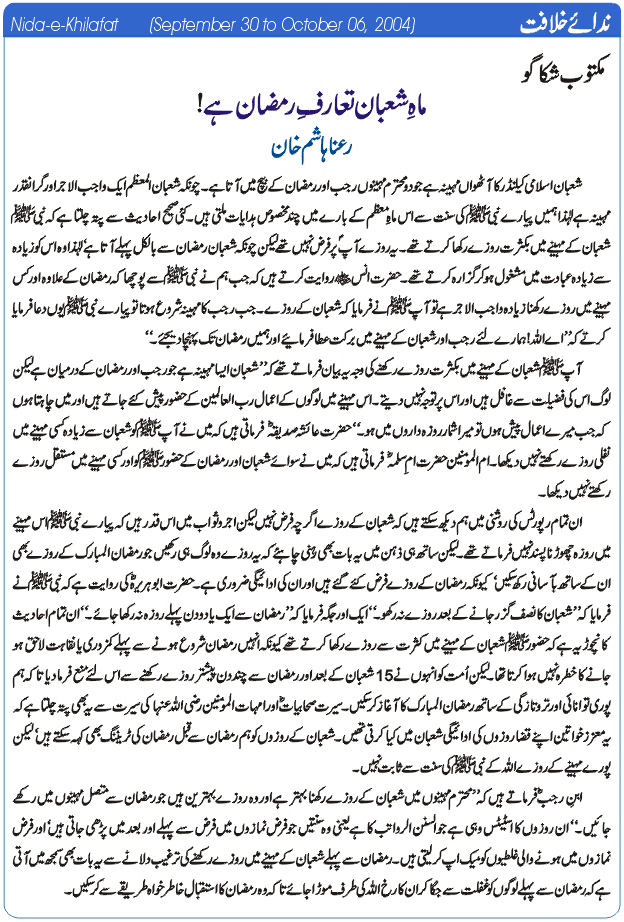 Nida-e-Khilafat (September 30 to October 06, 2004) ندائے خلافت
مکتوب شکاگو
ماہِ شعبان تعارفِ رمضان ہے!
رعنا ہاشم خان
شعبان اسلامی کیلنڈر کا آٹھواں مہینہ ہے جو دو محترم مہینوں رجب اور رمضان کے بیچ میں آتا ہے۔ چونکہ شعبان المعظم ایک واجب الاجر اور گرانقدر
مہینہ ہے لہٰذا ہمیں پیارے نبی ﷺ کی سنت سے اس ماہِ معظم کے بارے میں چند مخصوص ہدایات ملتی ہیں۔ کئی صحیح احادیث سے پتہ چلتا ہے کہ نبی ﷺ
شعبان کے مہینے میں بکثرت روزے رکھا کرتے تھے۔ یہ روزے آپؐ پر فرض نہیں تھے لیکن چونکہ شعبان رمضان سے بالکل پہلے آتا ہے لہٰذا وہ اس کو زیادہ
سے زیادہ عبادت میں مشغول ہو کر گزارہ کرتے تھے۔ حضرت انسؓ روایت کرتے ہیں کہ جب ہم نے نبی ﷺ سے پوچھا کہ رمضان کے علاوہ اور کس
مہینے میں روزے رکھنا زیادہ واجب الاجر ہے تو آپ ﷺ نے فرمایا کہ شعبان کے روزے۔ جب رجب کا مہینہ شروع ہوتا تو پیارے نبی ﷺ یوں دعا فرمایا
کرتے کہ ”اے اللہ! ہمارے لئے رجب اور شعبان کے مہینے میں برکت عطا فرمائیے اور ہمیں رمضان تک پہنچا دیجئے۔“
آپ ﷺ شعبان کے مہینے میں بکثرت روزے رکھنے کی وجہ یہ بیان فرماتے تھے کہ ”شعبان ایسا مہینہ ہے جو رجب اور رمضان کے درمیان ہے لیکن
لوگ اس کی فضیلت سے غافل ہیں اور اس پر توجہ نہیں دیتے۔ اس مہینے میں لوگوں کے اعمال رب العالمین کے حضور پیش کئے جاتے ہیں اور میں چاہتا ہوں
کہ جب میرے اعمال پیش ہوں تو میرا شمار روزہ داروں میں ہو۔“ حضرت عائشہ صدیقہؓ فرماتی ہیں کہ میں نے آپ ﷺ کو شعبان سے زیادہ کسی مہینے میں
نفلی روزے رکھتے نہیں دیکھا۔ ام المومنین حضرت ام سلمہؓ فرماتی ہیں کہ میں نے سوائے شعبان اور رمضان کے حضور ﷺ کو اور کسی مہینے میں مستقل روزے
رکھتے نہیں دیکھا۔
ان تمام رپورٹس کی روشنی میں ہم دیکھ سکتے ہیں کہ شعبان کے روزے اگرچہ فرض نہیں لیکن اجر و ثواب میں اس قدر ہیں کہ پیارے نبی ﷺ اس مہینے
میں روزہ چھوڑنا پسند نہیں فرماتے تھے۔ لیکن ساتھ ہی ذہن میں یہ بات بھی رہنی چاہئے کہ یہ روزے وہ لوگ ہی رکھیں جو رمضان المبارک کے روزے بھی
ان کے ساتھ بآسانی رکھ سکیں‘ کیونکہ رمضان کے روزے فرض کئے گئے ہیں اور ان کی ادائیگی ضروری ہے۔ حضرت ابوہریرہؓ کی روایت ہے کہ نبی ﷺ نے
فرمایا کہ ”شعبان کا نصف گزر جانے کے بعد روزے نہ رکھو۔“ ایک اور جگہ فرمایا کہ ”رمضان سے ایک یا دو دن پہلے روزہ نہ رکھا جائے۔“ ان تمام احادیث
کا نچوڑ یہ ہے کہ حضور ﷺ شعبان کے مہینے میں کثرت سے روزے رکھا کرتے تھے کیونکہ انہیں رمضان شروع ہونے سے پہلے کمزوری یا نقاہت لاحق ہو
جانے کا خطرہ نہیں ہوا کرتا تھا لیکن اُمت کو انہوں نے 15 شعبان کے بعد اور رمضان سے چند دن پیشتر روزے رکھنے سے اس لئے منع فرما دیا تا کہ ہم
پوری توانائی اور تروتازگی کے ساتھ رمضان المبارک کا آغاز کر سکیں۔ سیرت صحابیاتؓ اور امہات المومنین رضی اللہ عنہا کی سیرت سے یہ بھی پتہ چلتا ہے کہ
یہ معزز خواتین اپنے قضا روزوں کی ادائیگی شعبان میں کیا کرتی تھیں۔ شعبان کے روزوں کو ہم رمضان سے قبل رمضان کی ٹریننگ بھی کہہ سکتے ہیں‘ لیکن
پورے مہینے کے روزے اللہ کے نبی ﷺ کی سنت سے ثابت نہیں۔
ابن رجبؒ فرماتے ہیں کہ ”محترم مہینوں میں شعبان کے روزے رکھنا بہتر ہے اور وہ روزے بہترین ہیں جو رمضان سے متصل مہینوں میں رکھے
جائیں۔“ ان روزوں کا اسٹیٹس وہی ہے جو لسنن الرواتب کا ہے یعنی وہ سنتیں جو فرض نمازوں میں فرض سے پہلے اور بعد میں پڑھی جاتی ہیں‘ اور فرض
نمازوں میں ہونے والی غلطیوں کو میک اپ کر لیتی ہیں۔ رمضان سے پہلے شعبان کے مہینے میں روزے رکھنے کی ترغیب دلانے سے یہ بات بھی سمجھ میں آتی
ہے کہ رمضان سے پہلے لوگوں کو غفلت سے جگا کر ان کا رخ اللہ کی طرف موڑا جائے تا کہ وہ رمضان کا استقبال خاطر خواہ طریقے سے کر سکیں۔